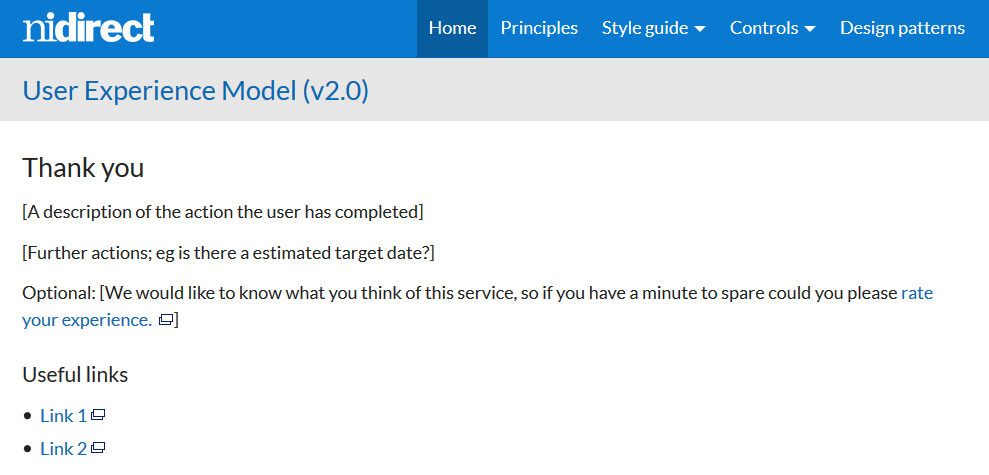 nidirect
Home Principles Style guide Controls Design patterns
User Experience Model (v2.0)
Thank you
[A description of the action the user has completed]
[Further actions; eg is there a estimated target date?]
Optional: [We would like to know what you think of this service, so if you have a minute to spare could you please rate
your experience. ]
Useful links
• Link 1
• Link 2